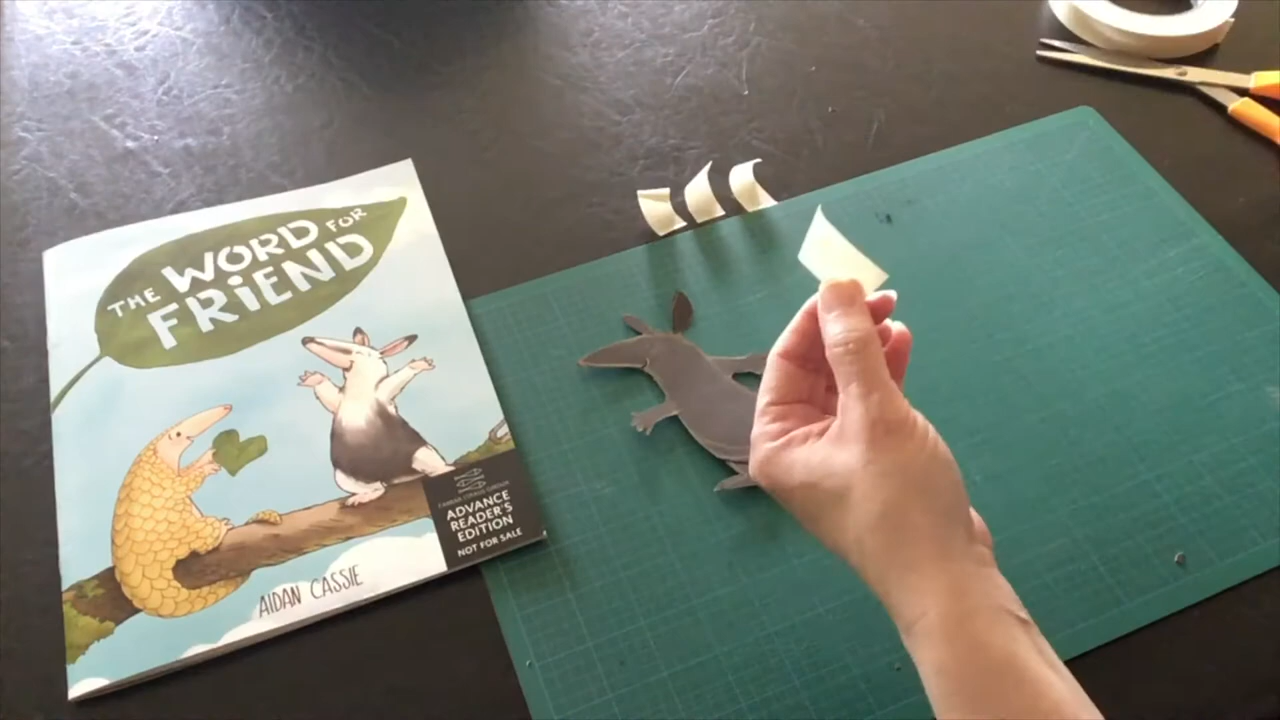 THE WORD FOR
FRiEND
ADVANCE
READER'S
EDITION
NOT FOR SALE
AIDAN CASSIE